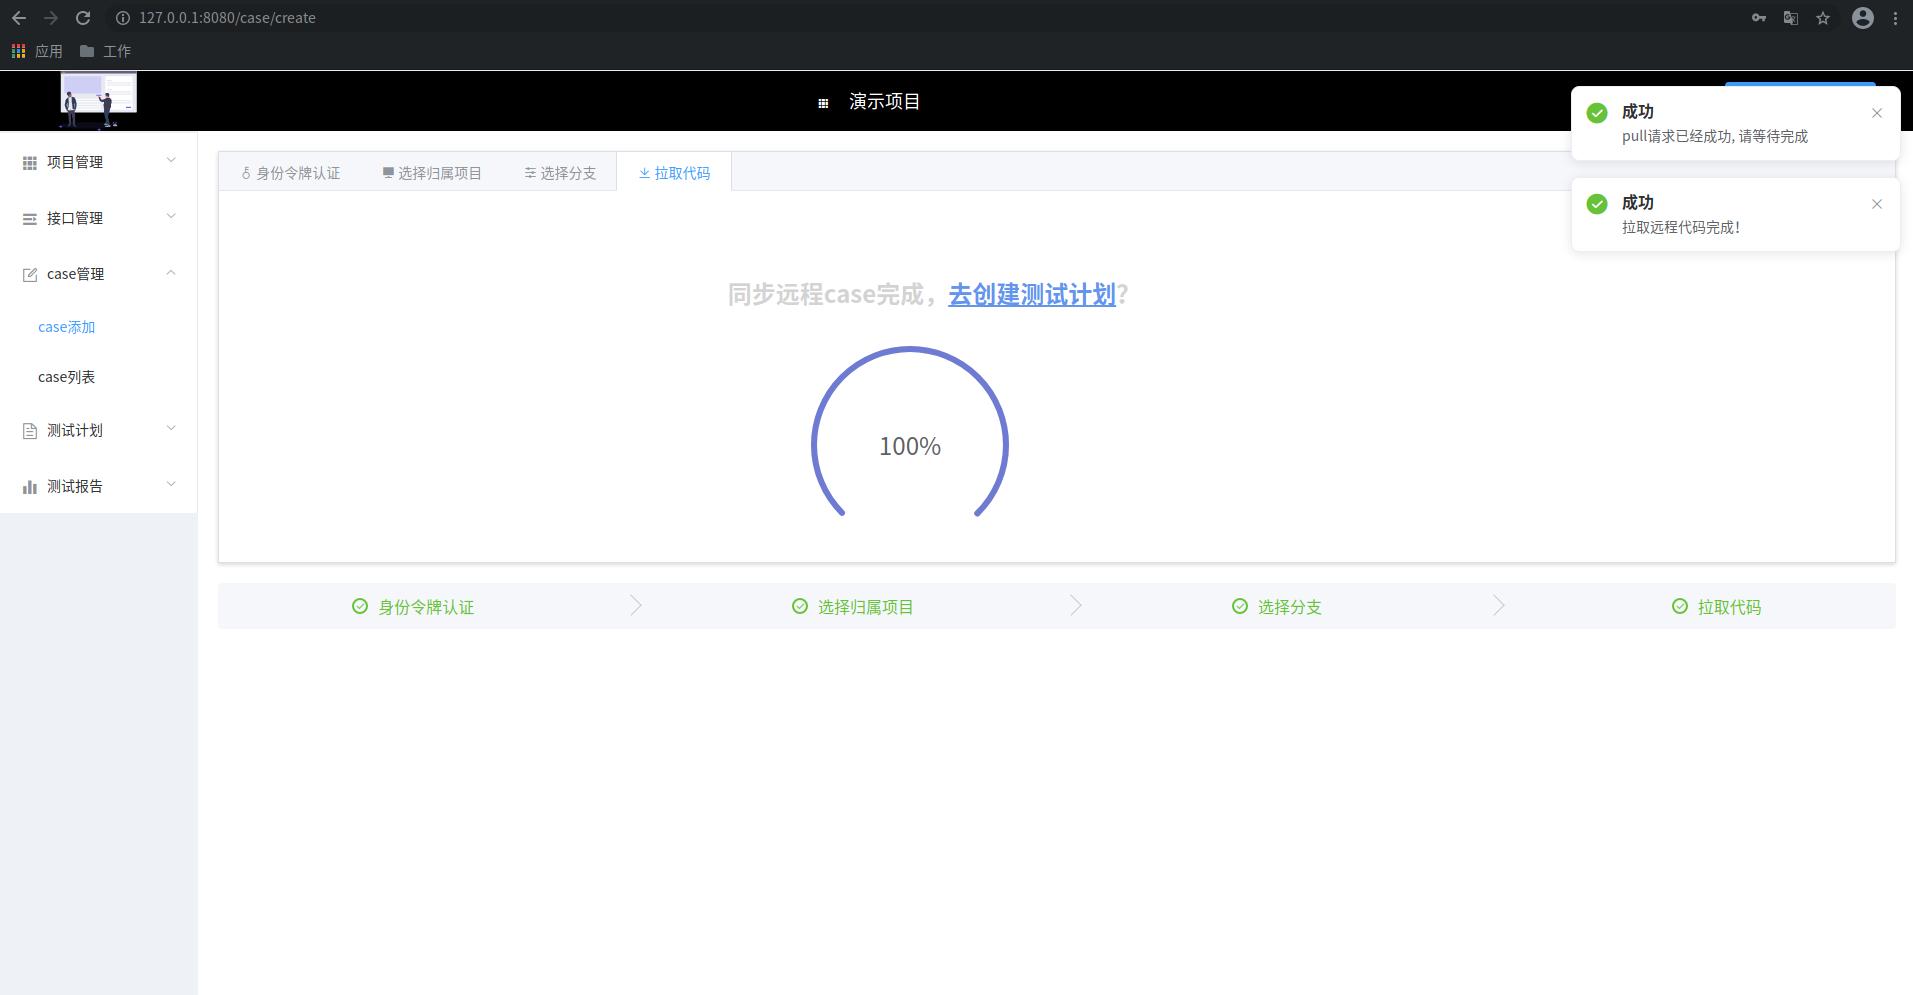 127.0.0.1:8080/case/create
应用 工作
演示项目
成功
pull请求已经成功, 请等待完成
成功
拉取远程代码完成!
项目管理
接口管理
case管理
case添加
case列表
测试计划
测试报告
身份令牌认证 选择归属项目 选择分支 拉取代码
同步远程case完成，去创建测试计划?
100%
身份令牌认证 选择归属项目 选择分支 拉取代码